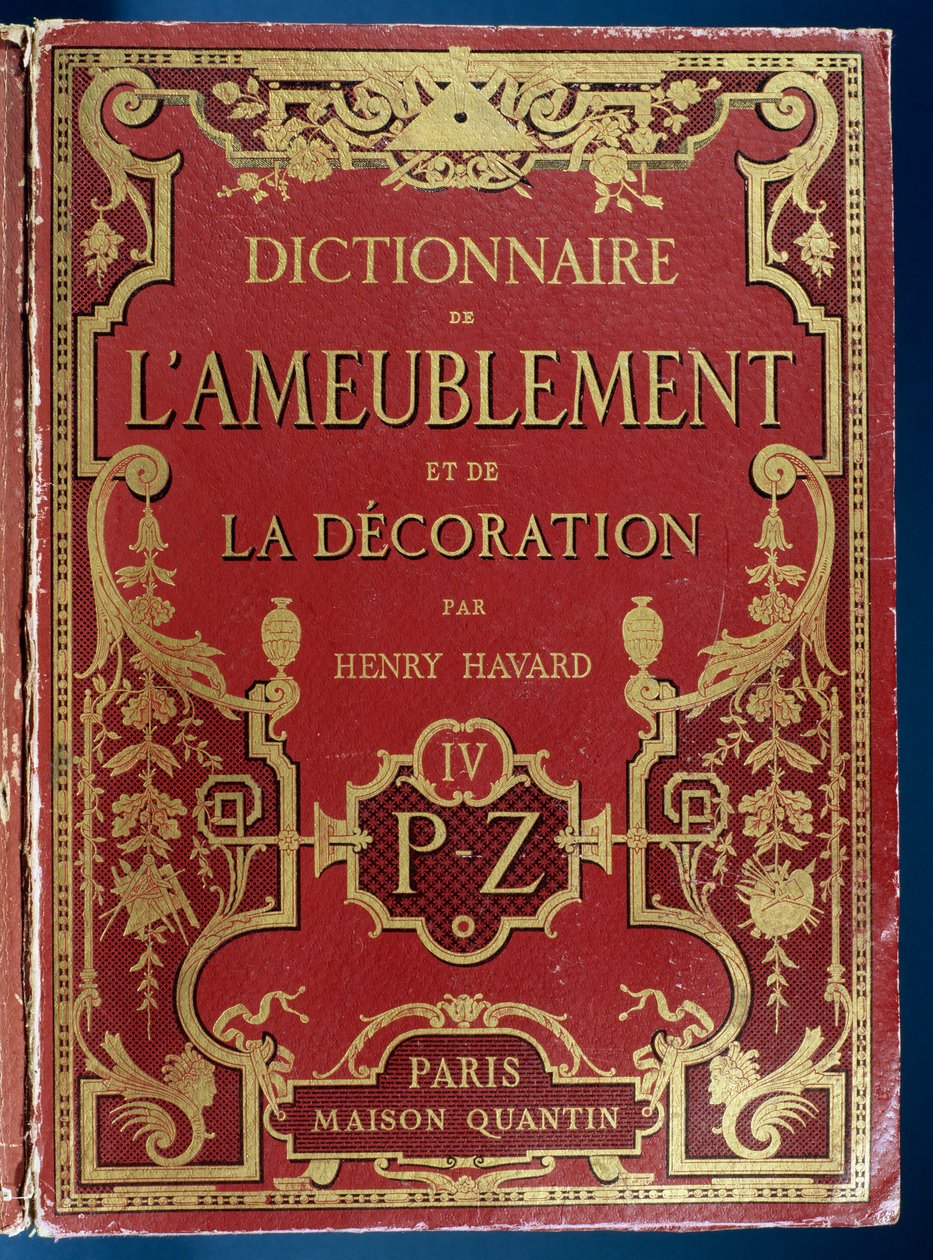 DICTIONNAIRE
DE
L'AMEUBLEMENT
ET DE
LA DÉCORATION
PAR
HENRY HAVARD
IV
P-Z
PARIS
MAISON QUANTIN